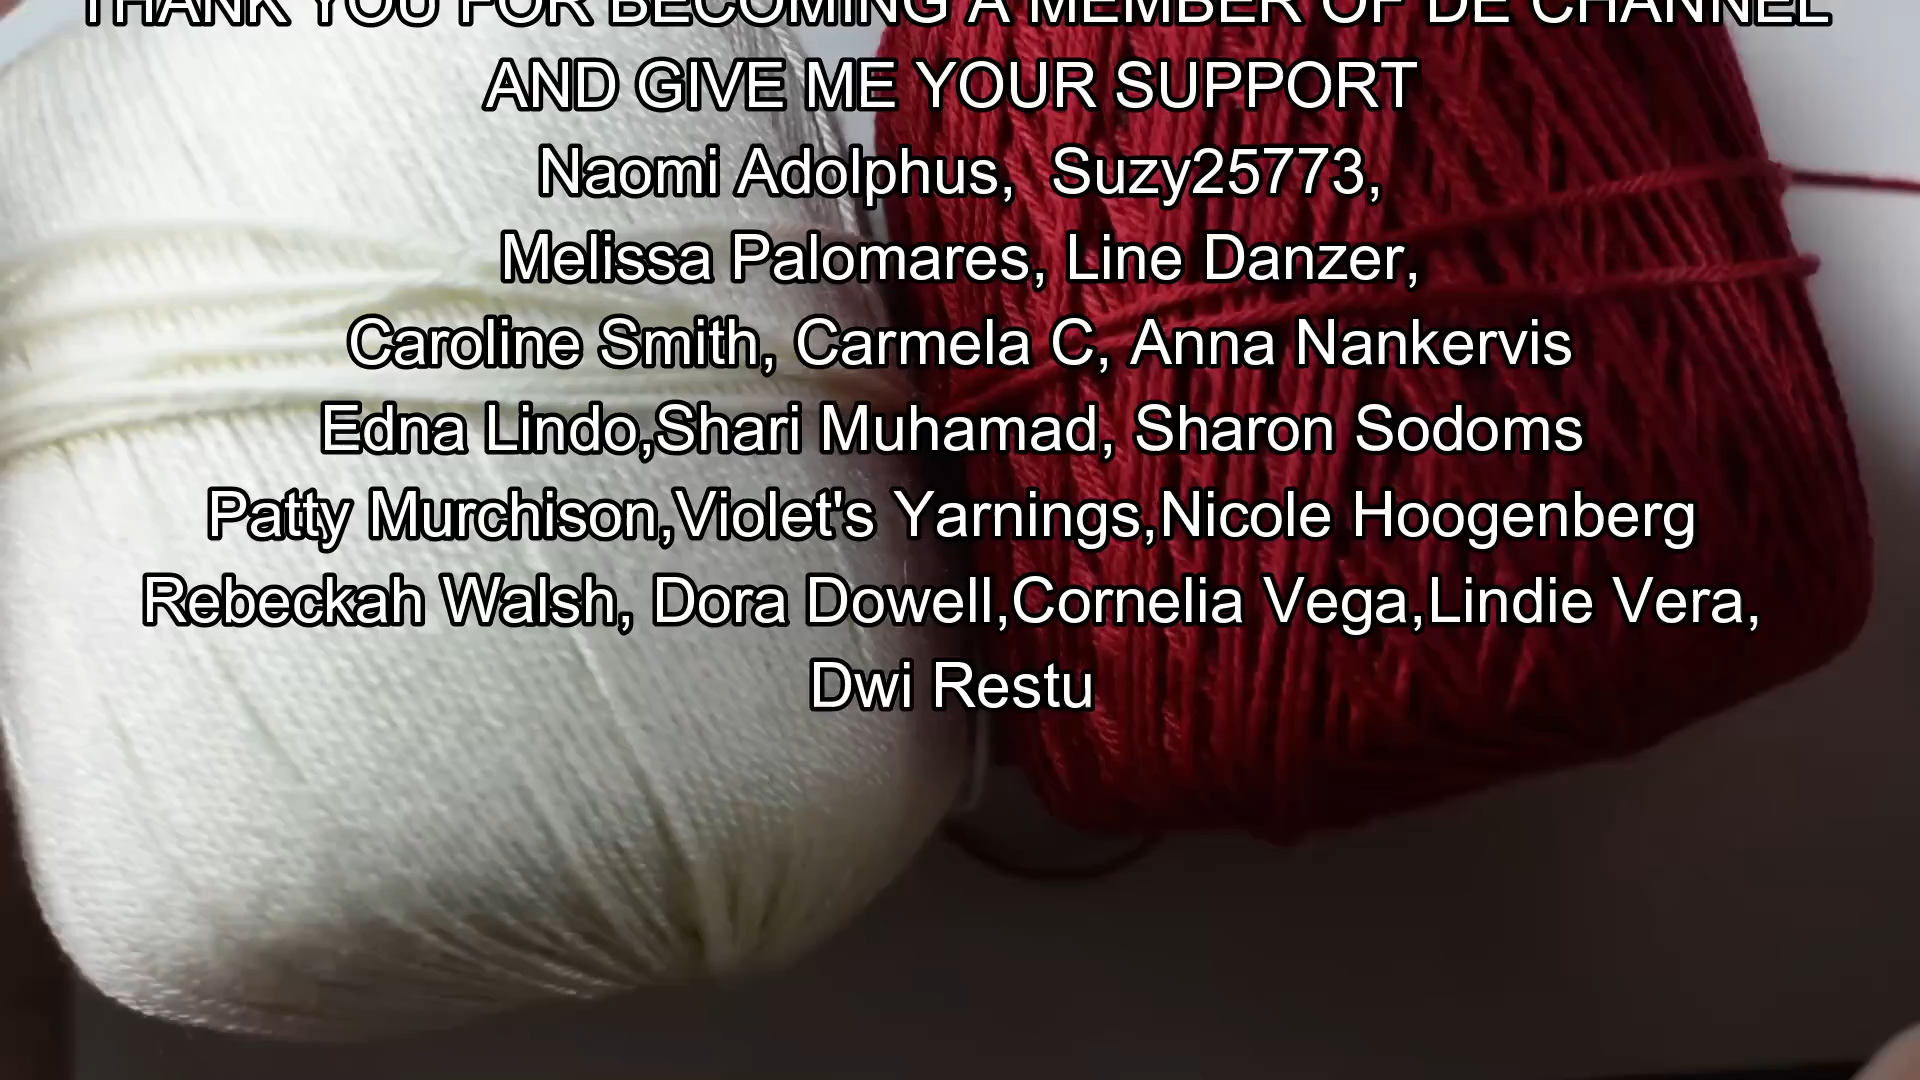 THANK YOU FOR BECOMING A MEMBER OF DE CHANNEL
AND GIVE ME YOUR SUPPORT
Naomi Adolphus,  Suzy25773,
Melissa Palomares, Line Danzer,
Caroline Smith, Carmela C, Anna Nankervis
Edna Lindo,Shari Muhamad, Sharon Sodoms
Patty Murchison,Violet's Yarnings,Nicole Hoogenberg
Rebeckah Walsh, Dora Dowell,Cornelia Vega,Lindie Vera,
Dwi Restu